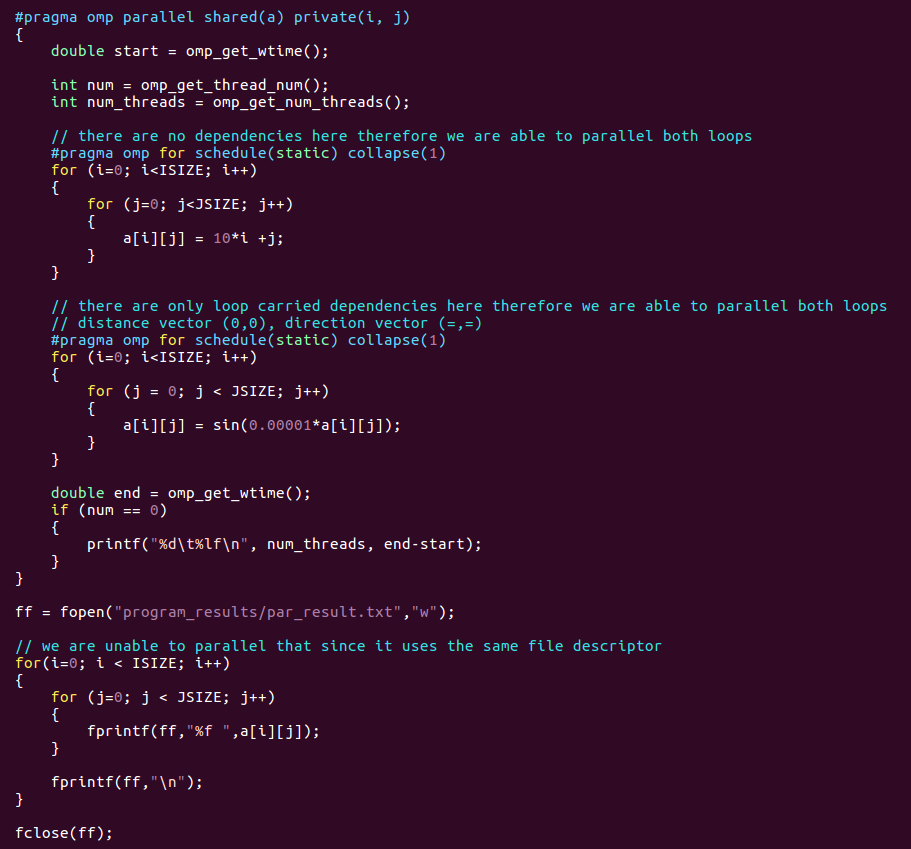 #pragma omp parallel shared(a) private(i, j)
{
    double start = omp_get_wtime();

    int num = omp_get_thread_num();
    int num_threads = omp_get_num_threads();

    // there are no dependencies here therefore we are able to parallel both loops
    #pragma omp for schedule(static) collapse(1)
    for (i=0; i<ISIZE; i++)
    {
        for (j=0; j<JSIZE; j++)
        {
            a[i][j] = 10*i +j;
        }
    }

    // there are only loop carried dependencies here therefore we are able to parallel both loops
    // distance vector (0,0), direction vector (=,=)
    #pragma omp for schedule(static) collapse(1)
    for (i=0; i<ISIZE; i++)
    {
        for (j = 0; j < JSIZE; j++)
        {
            a[i][j] = sin(0.00001*a[i][j]);
        }
    }

    double end = omp_get_wtime();
    if (num == 0)
    {
        printf("%d\t%lf\n", num_threads, end-start);
    }
}

ff = fopen("program_results/par_result.txt","w");

// we are unable to parallel that since it uses the same file descriptor
for(i=0; i < ISIZE; i++)
{
    for (j=0; j < JSIZE; j++)
    {
        fprintf(ff,"%f ",a[i][j]);
    }

    fprintf(ff,"\n");
}

fclose(ff);